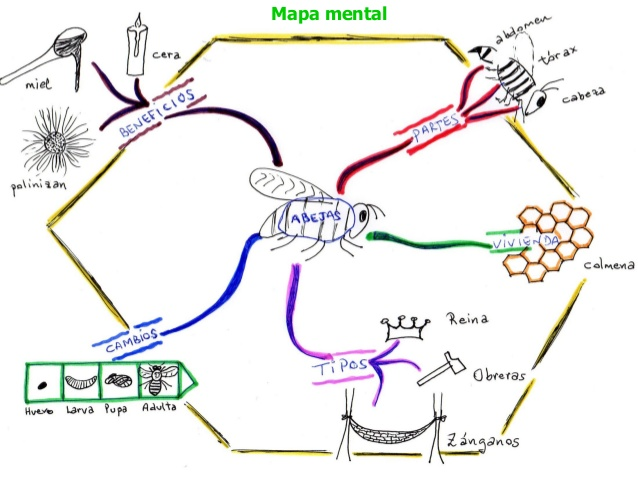 Mapa mental
miel
cera
polinizan
BENEFICIOS
abdomen
tórax
cabeza
PARTES
ABEJAS
VIVIENDA
colmena
CAMBIOS
Huevo
Larva
Pupa
Adulta
TIPOS
Reina
Obreras
Zánganos